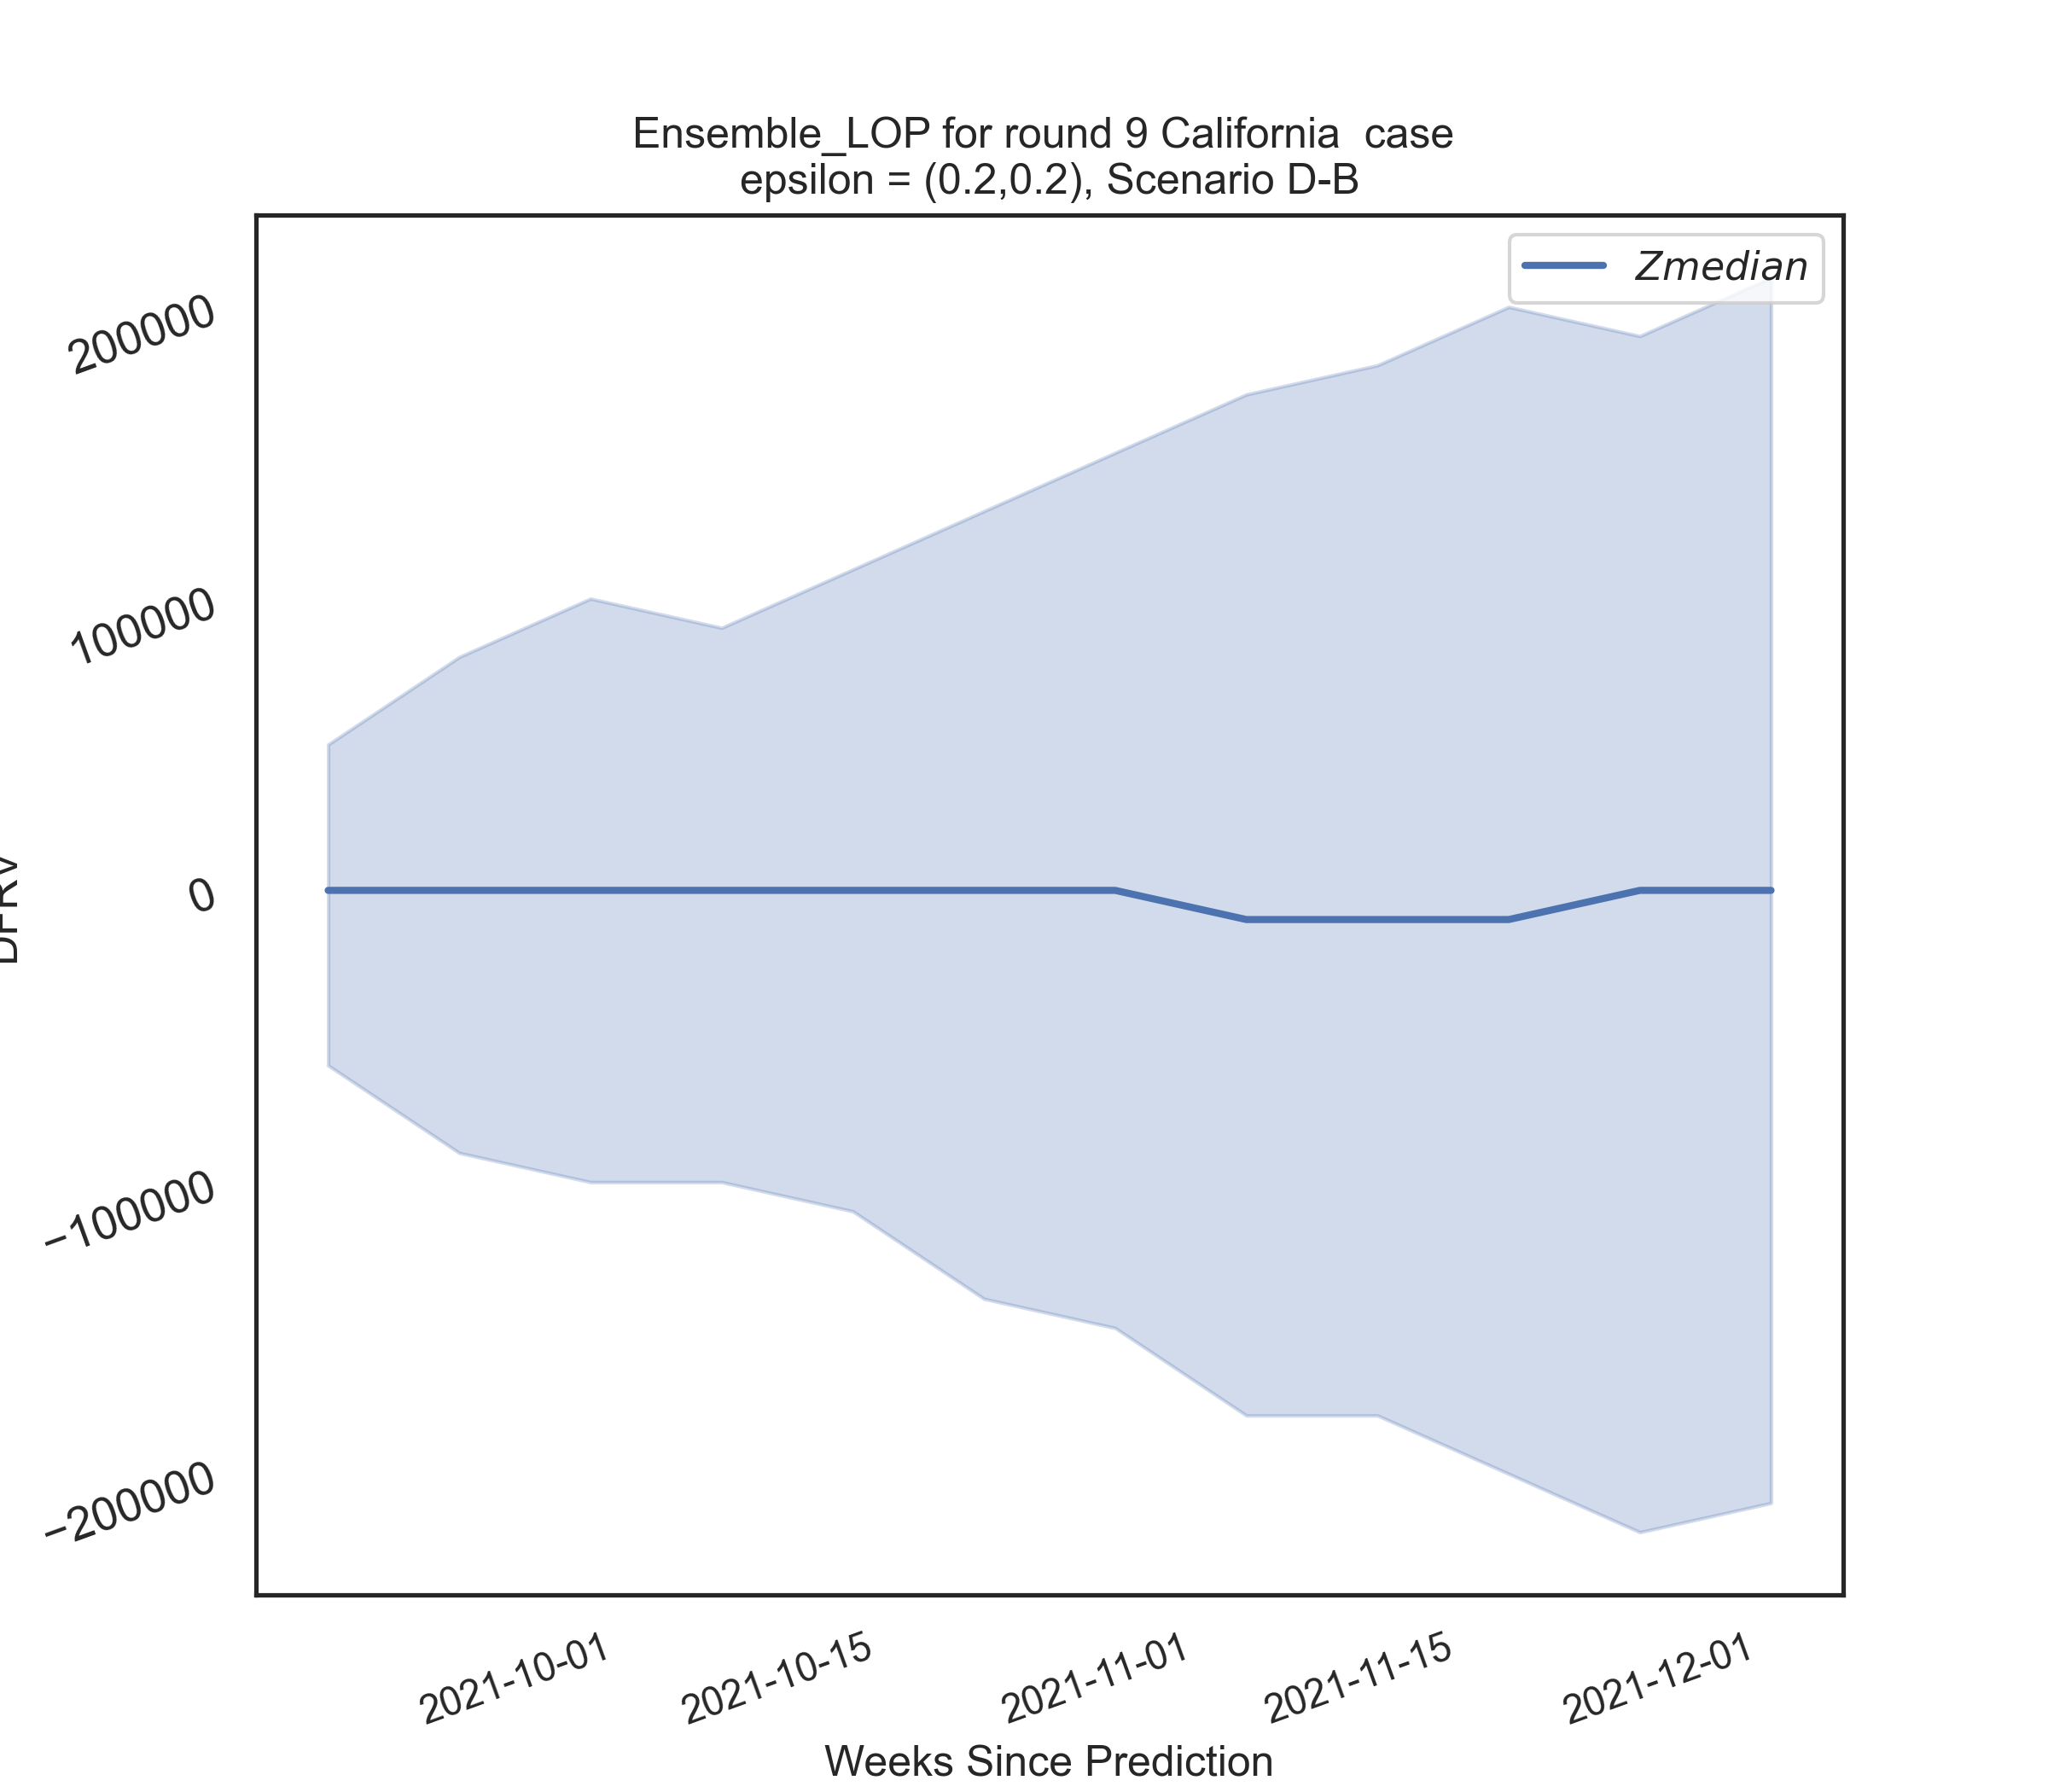 Ensemble_LOP for round 9 California  case
epsilon = (0.2,0.2), Scenario D-B
Zmedian
200000
100000
0
−100000
−200000
2021-10-01
2021-10-15
2021-11-01
2021-11-15
2021-12-01
Weeks Since Prediction